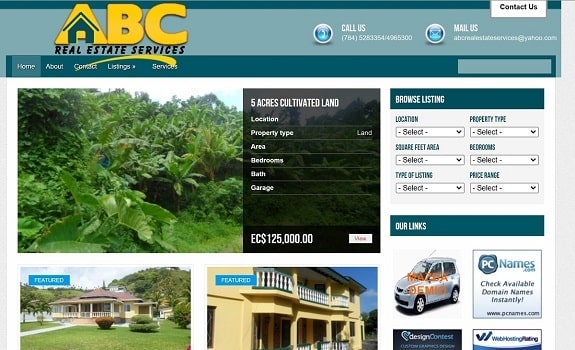 Contact Us
ABC
REAL ESTATE SERVICES
CALL US
(784) 5283354/4965300
MAIL US
abcrealestateservices@yahoo.com
Home About Contact Listings » Services
5 ACRES CULTIVATED LAND
Location
Property type Land
Area
Bedrooms
Bath
Garage
EC$125,000.00 View
BROWSE LISTING
LOCATION PROPERTY TYPE
- Select - - Select -
SQUARE FEET AREA BEDROOMS
- Select - - Select -
TYPE OF LISTING PRICE RANGE
- Select - - Select -
OUR LINKS
PC Names.com
Check Available
Domain Names
Instantly!
www.pcnames.com
FEATURED
FEATURED
designContest
CUSTOM GRAPHICS DESIGN
WebHostingRating